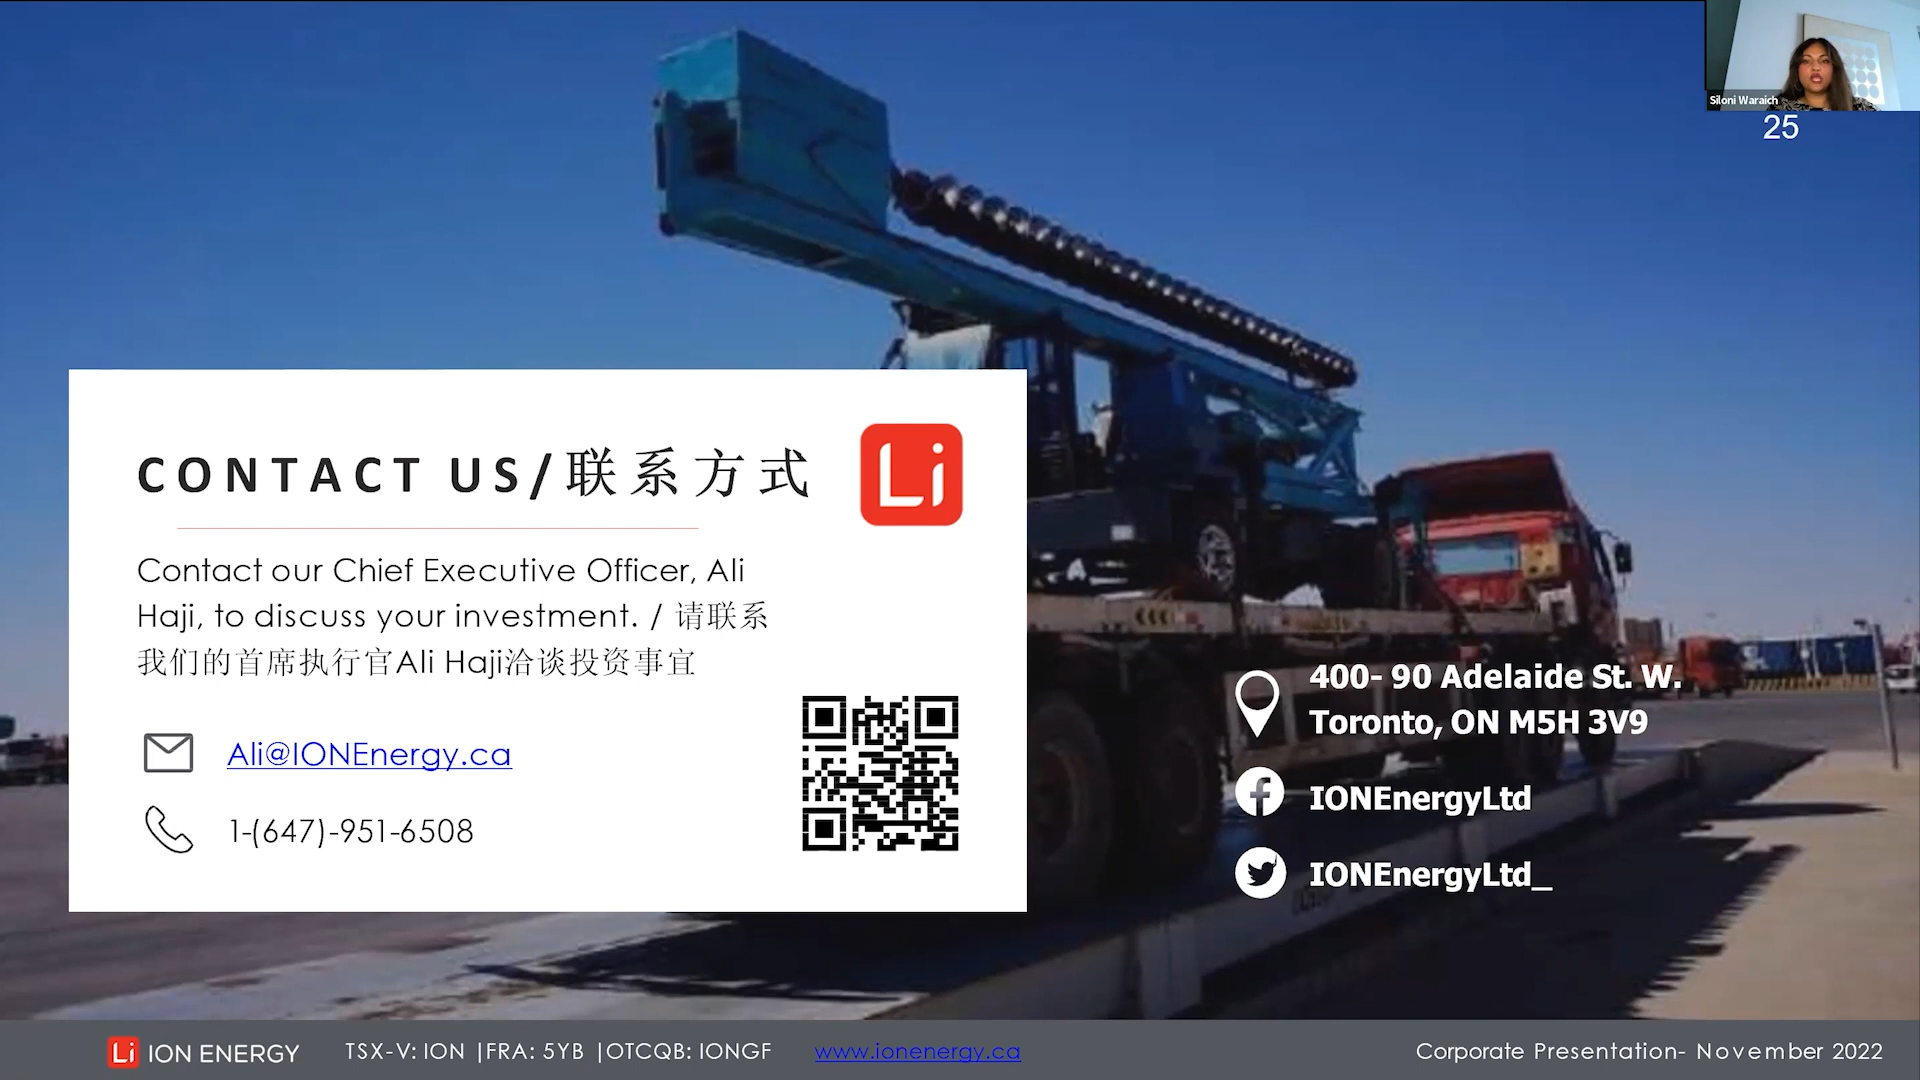 Siloni Waraich
25
CONTACT US/联系方式
Li
Contact our Chief Executive Officer, Ali
Haji, to discuss your investment. / 请联系
我们的首席执行官Ali Haji洽谈投资事宜
Ali@IONEnergy.ca
1-(647)-951-6508
400- 90 Adelaide St. W.
Toronto, ON M5H 3V9
IONEnergyLtd
IONEnergyLtd_
Li ION ENERGY TSX-V: ION |FRA: 5YB |OTCQB: IONGF www.ionenergy.ca Corporate Presentation- November 2022